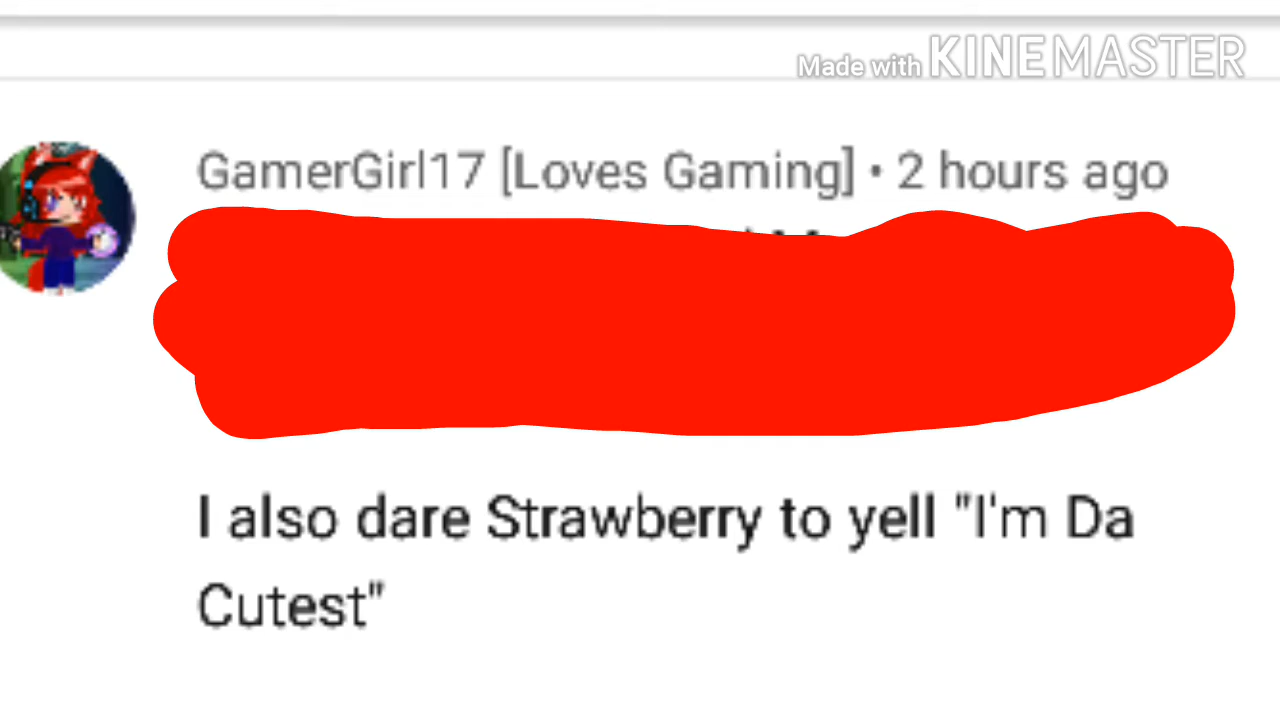 Made with KINEMASTER
GamerGirl17 [Loves Gaming] • 2 hours ago
I also dare Strawberry to yell "I'm Da
Cutest"